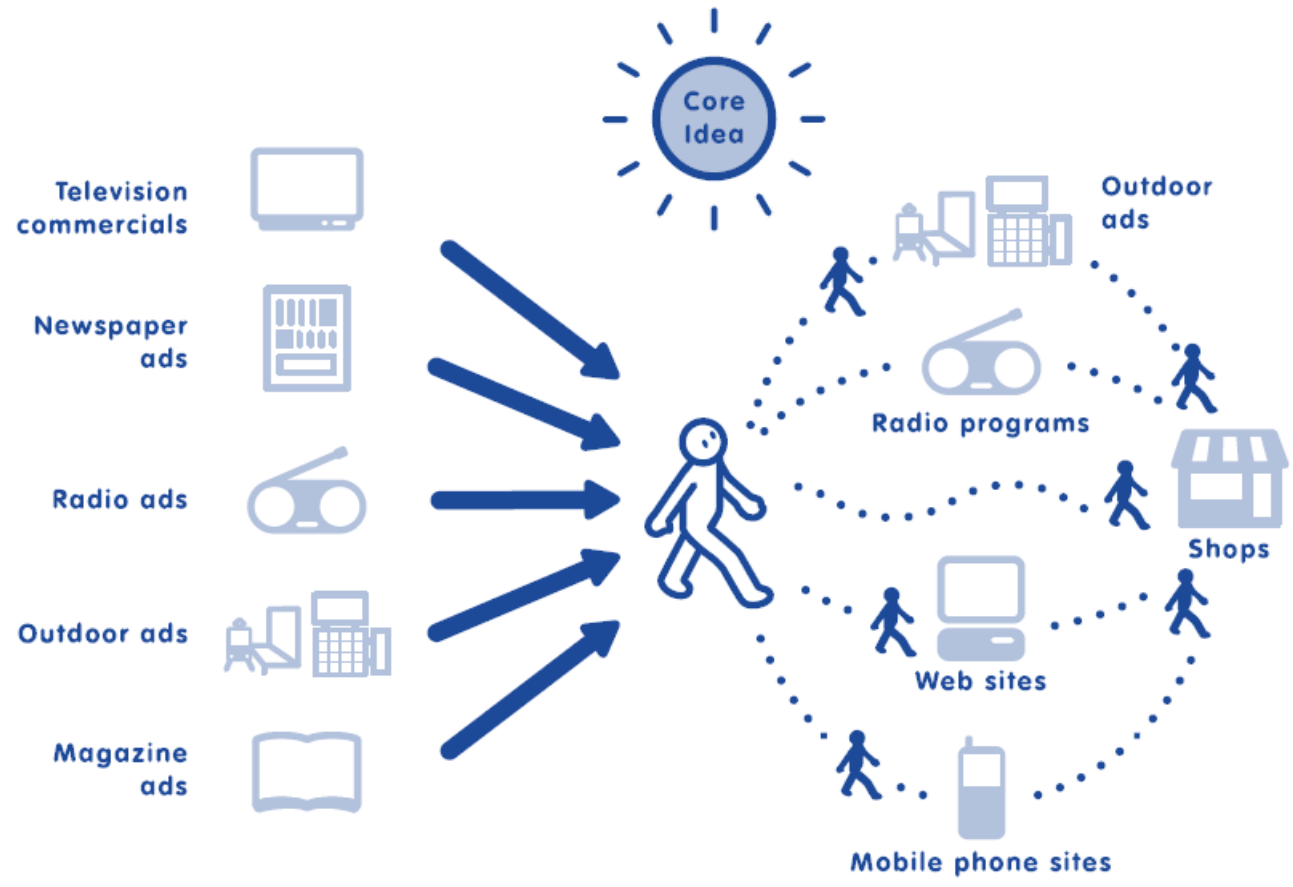 Core
Idea
Television
commercials
Newspaper
ads
Radio ads
Outdoor ads
Magazine
ads
Outdoor
ads
Radio programs
Shops
Web sites
Mobile phone sites